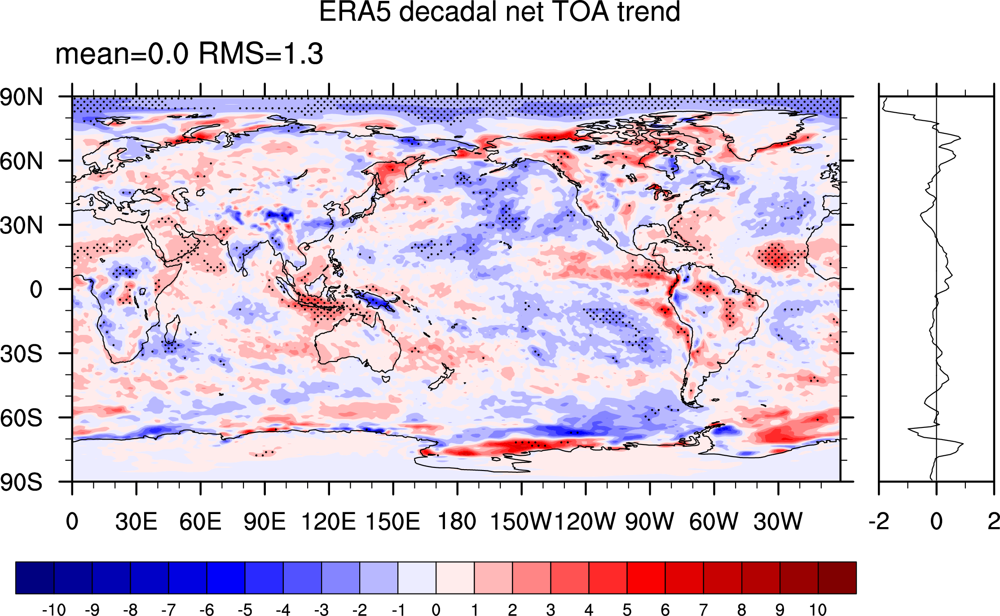 ERA5 decadal net TOA trend
mean=0.0 RMS=1.3
90N
60N
30N
0
30S
60S
90S
0 30E 60E 90E 120E 150E 180 150W 120W 90W 60W 30W
-2 0 2
-10 -9 -8 -7 -6 -5 -4 -3 -2 -1 0 1 2 3 4 5 6 7 8 9 10